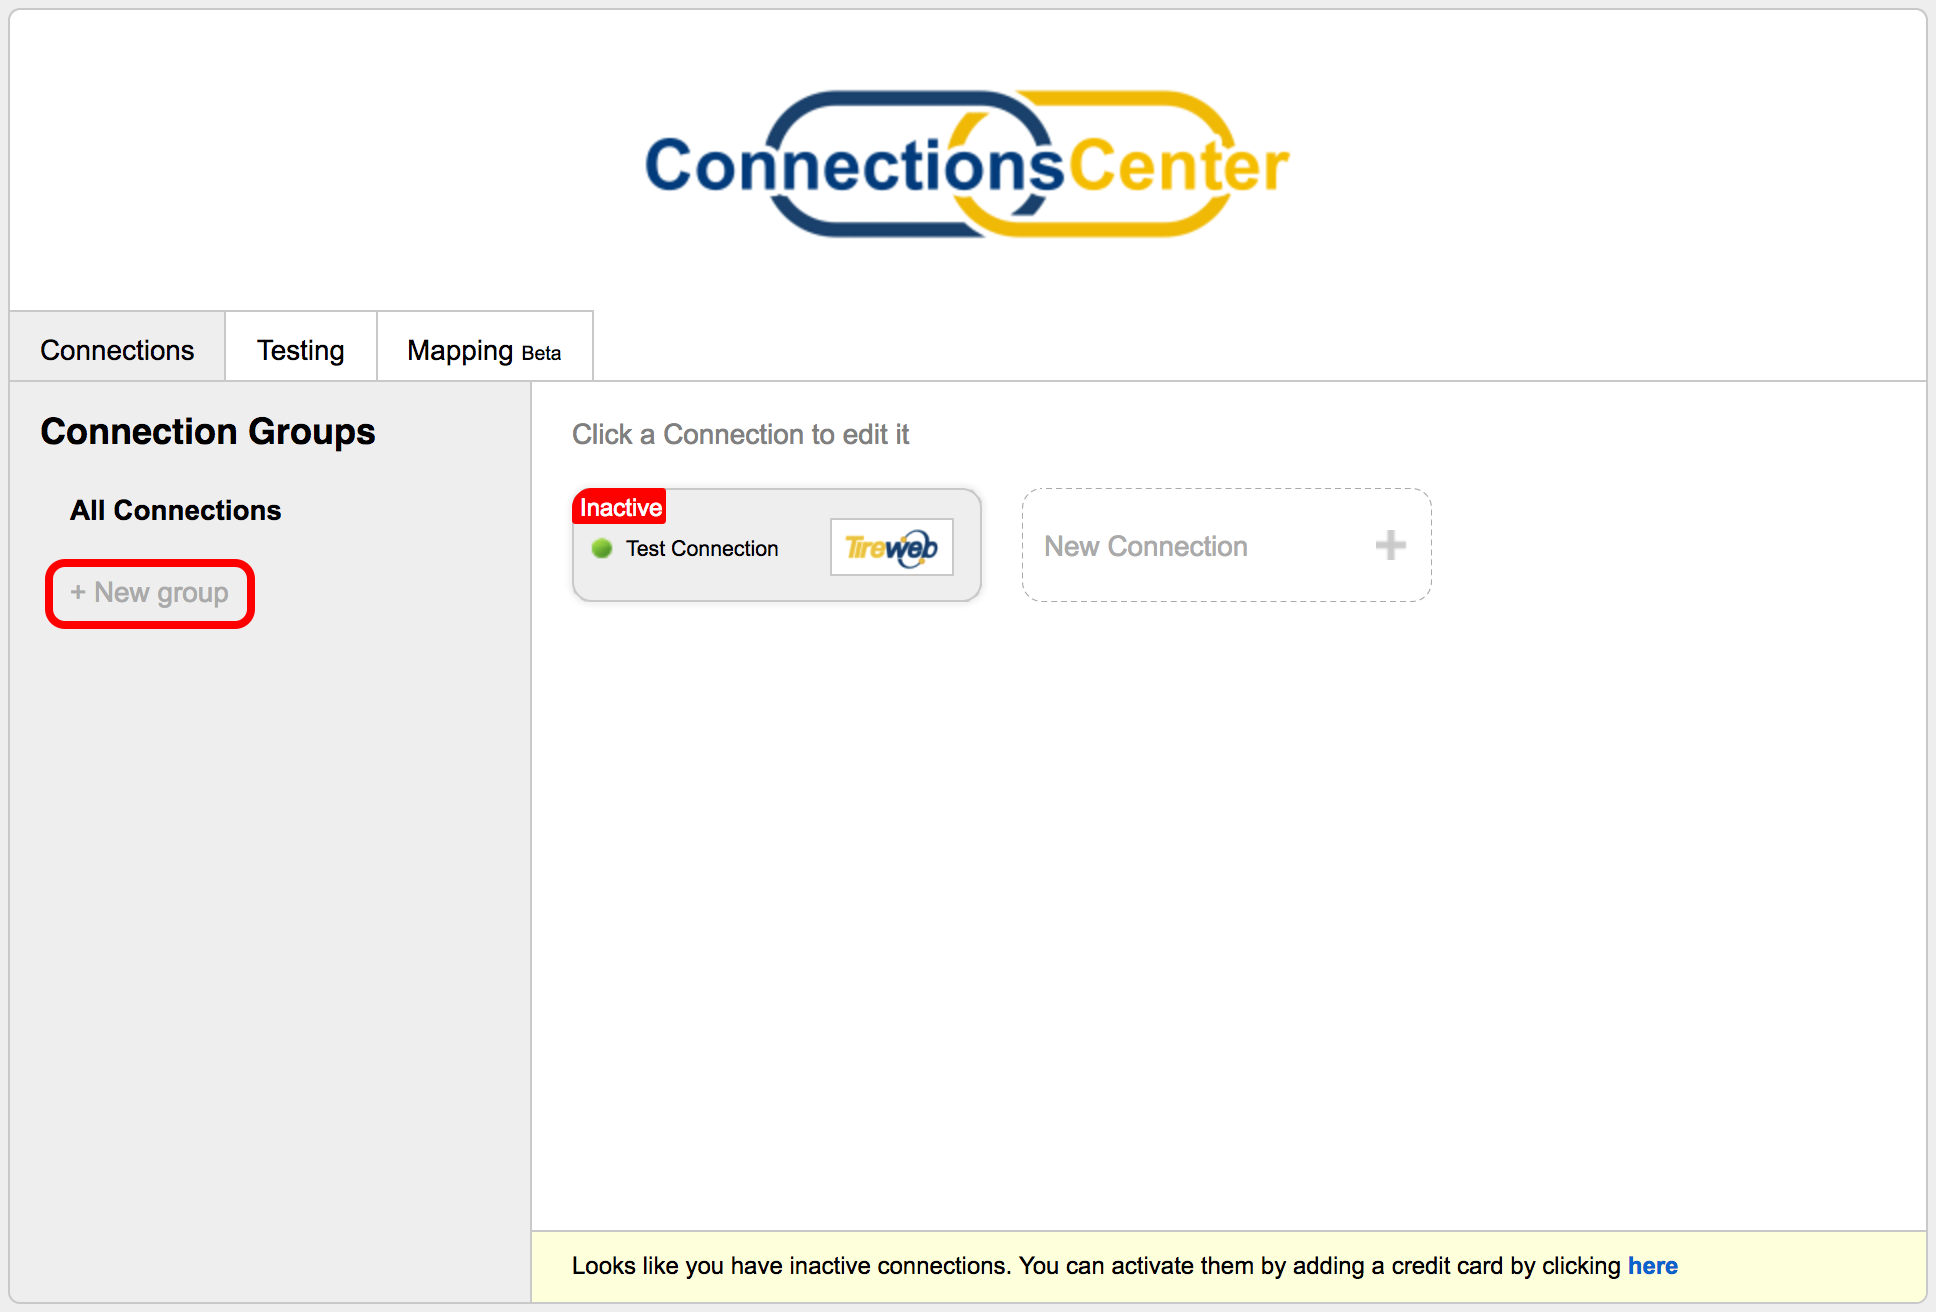 ConnectionsCenter
Connections
Testing
Mapping Beta
Connection Groups
All Connections
+ New group
Click a Connection to edit it
Inactive
Test Connection
Tireweb
New Connection
Looks like you have inactive connections. You can activate them by adding a credit card by clicking here